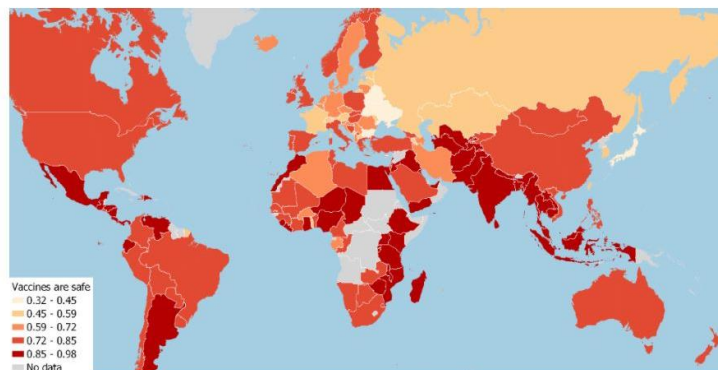 Vaccines are safe
0.32 - 0.45
0.45 - 0.59
0.59 - 0.72
0.72 - 0.85
0.85 - 0.98
No data